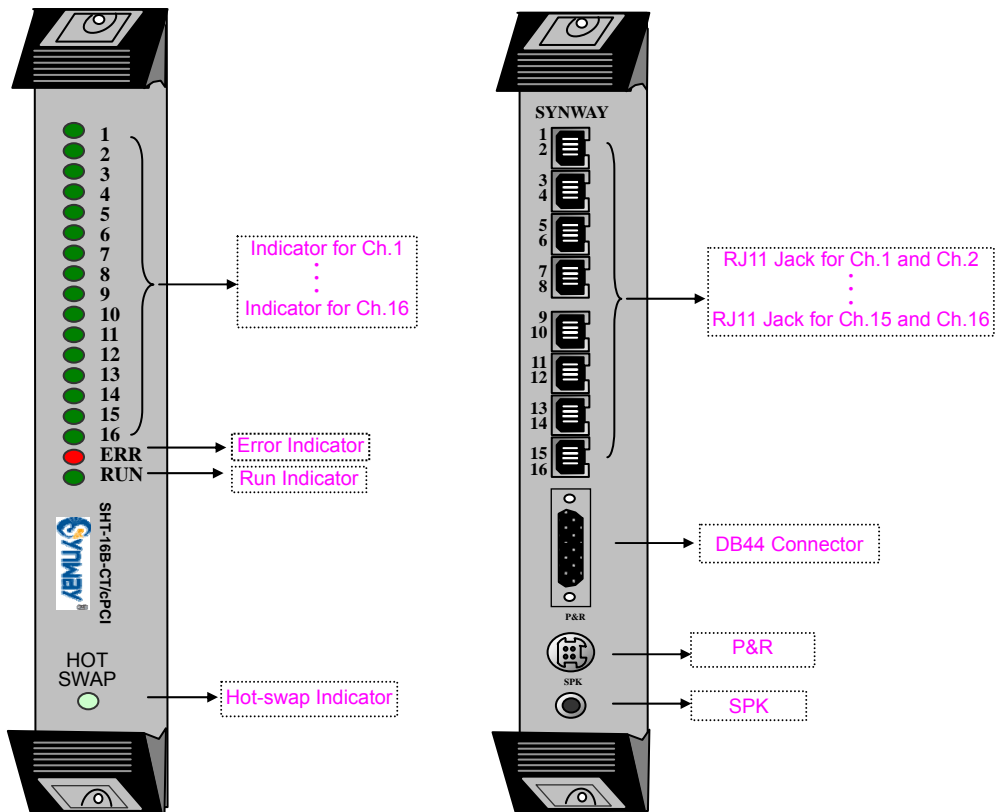 1
2
3
4
5
6
7
8
9
10
11
12
13
14
15
16
ERR
RUN
SHT-16B-CT/cPCI
SYNWAY
HOT
SWAP
Indicator for Ch.1
Indicator for Ch.16
Error Indicator
Run Indicator
Hot-swap Indicator
SYNWAY
1
2
3
4
5
6
7
8
9
10
11
12
13
14
15
16
P&R
SPK
RJ11 Jack for Ch.1 and Ch.2
RJ11 Jack for Ch.15 and Ch.16
DB44 Connector
P&R
SPK